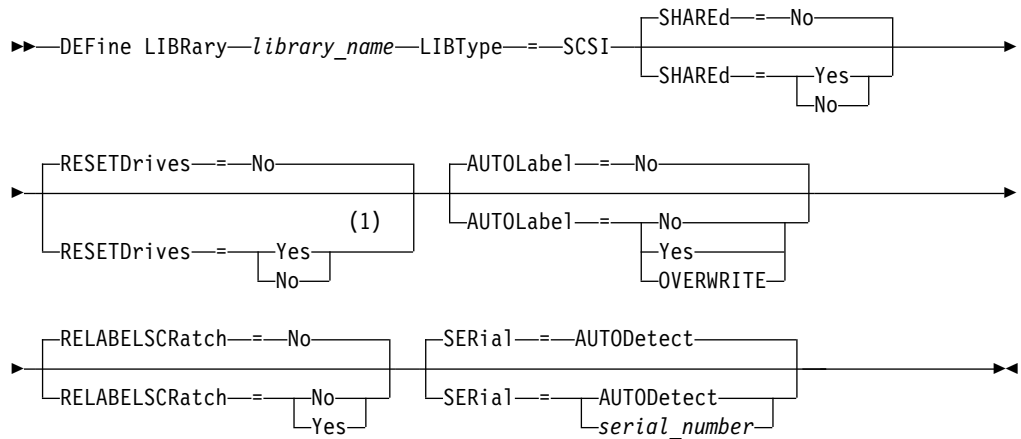 SHAREd = No
DEFine LIBRary library_name LIBType = SCSI
SHAREd = Yes
No
RESETDrives = No
AUTOLabel = No
(1)
RESETDrives = Yes
No
AUTOLabel = No
Yes
OVERWRITE
RELABELSCRatch = No
SERial = AUTODetect
RELABELSCRatch = No
Yes
SERial = AUTODetect
serial_number